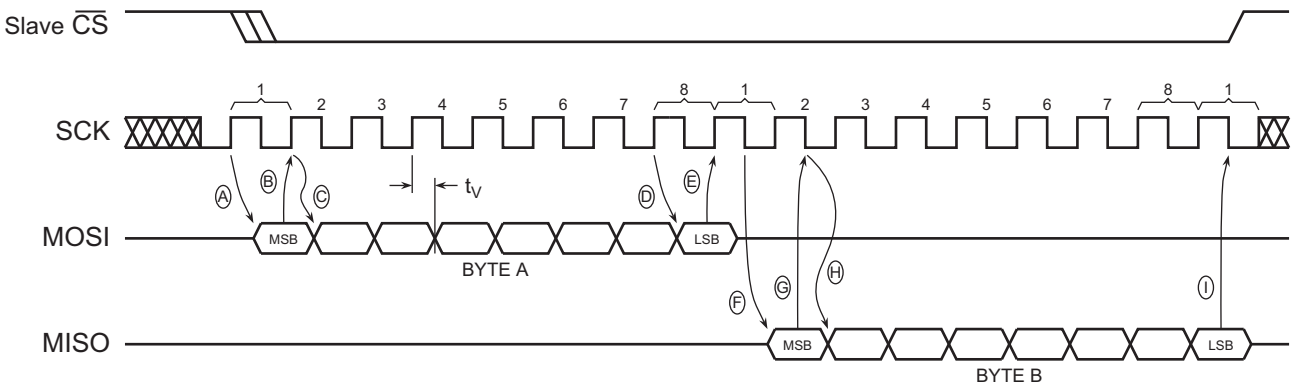 Slave C̅S̅
1 8 1 8 1
2 3 4 5 6 7 2 3 4 5 6 7
SCK
A B C tV D E
MOSI MSB LSB
BYTE A
F G H I
MISO MSB LSB
BYTE B